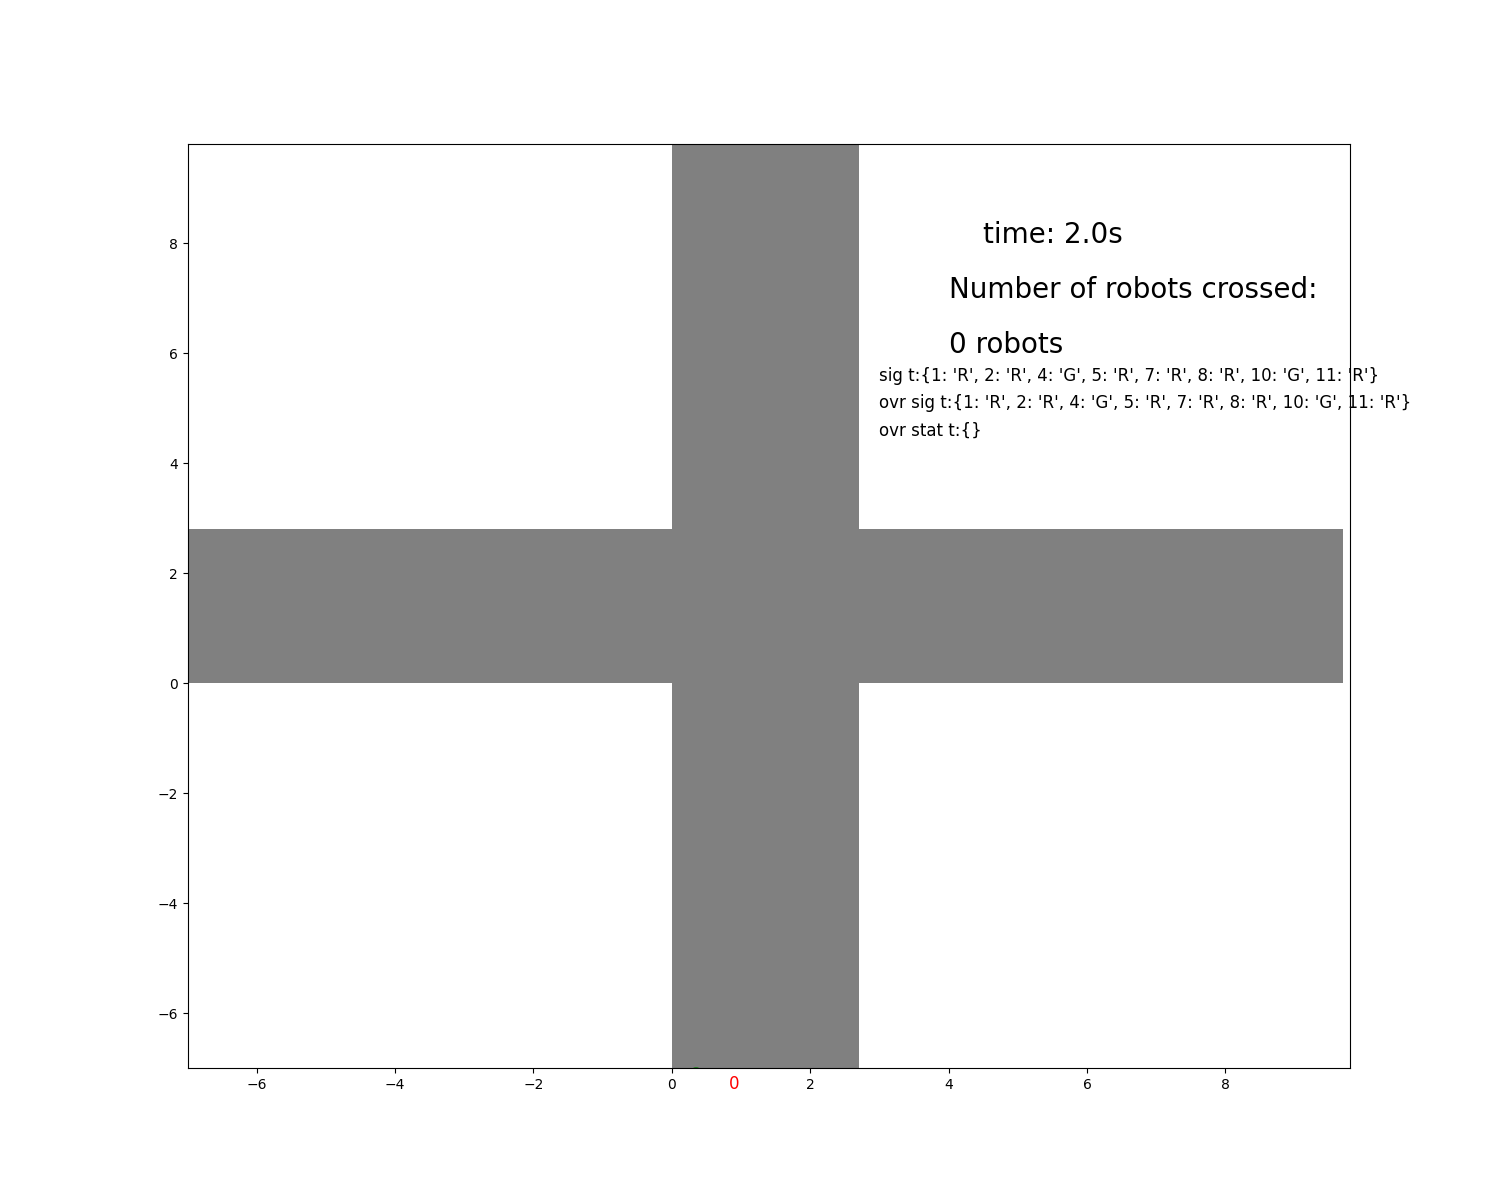 time: 2.0s
Number of robots crossed:
0 robots
sig t:{1: 'R', 2: 'R', 4: 'G', 5: 'R', 7: 'R', 8: 'R', 10: 'G', 11: 'R'}
ovr sig t:{1: 'R', 2: 'R', 4: 'G', 5: 'R', 7: 'R', 8: 'R', 10: 'G', 11: 'R'}
ovr stat t:{}
8
6
4
2
0
−2
−4
−6
−6 −4 −2 0 0 2 4 6 8